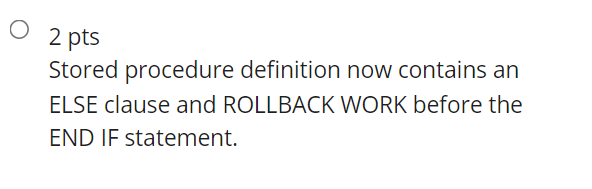 2 pts
Stored procedure definition now contains an
ELSE clause and ROLLBACK WORK before the
END IF statement.